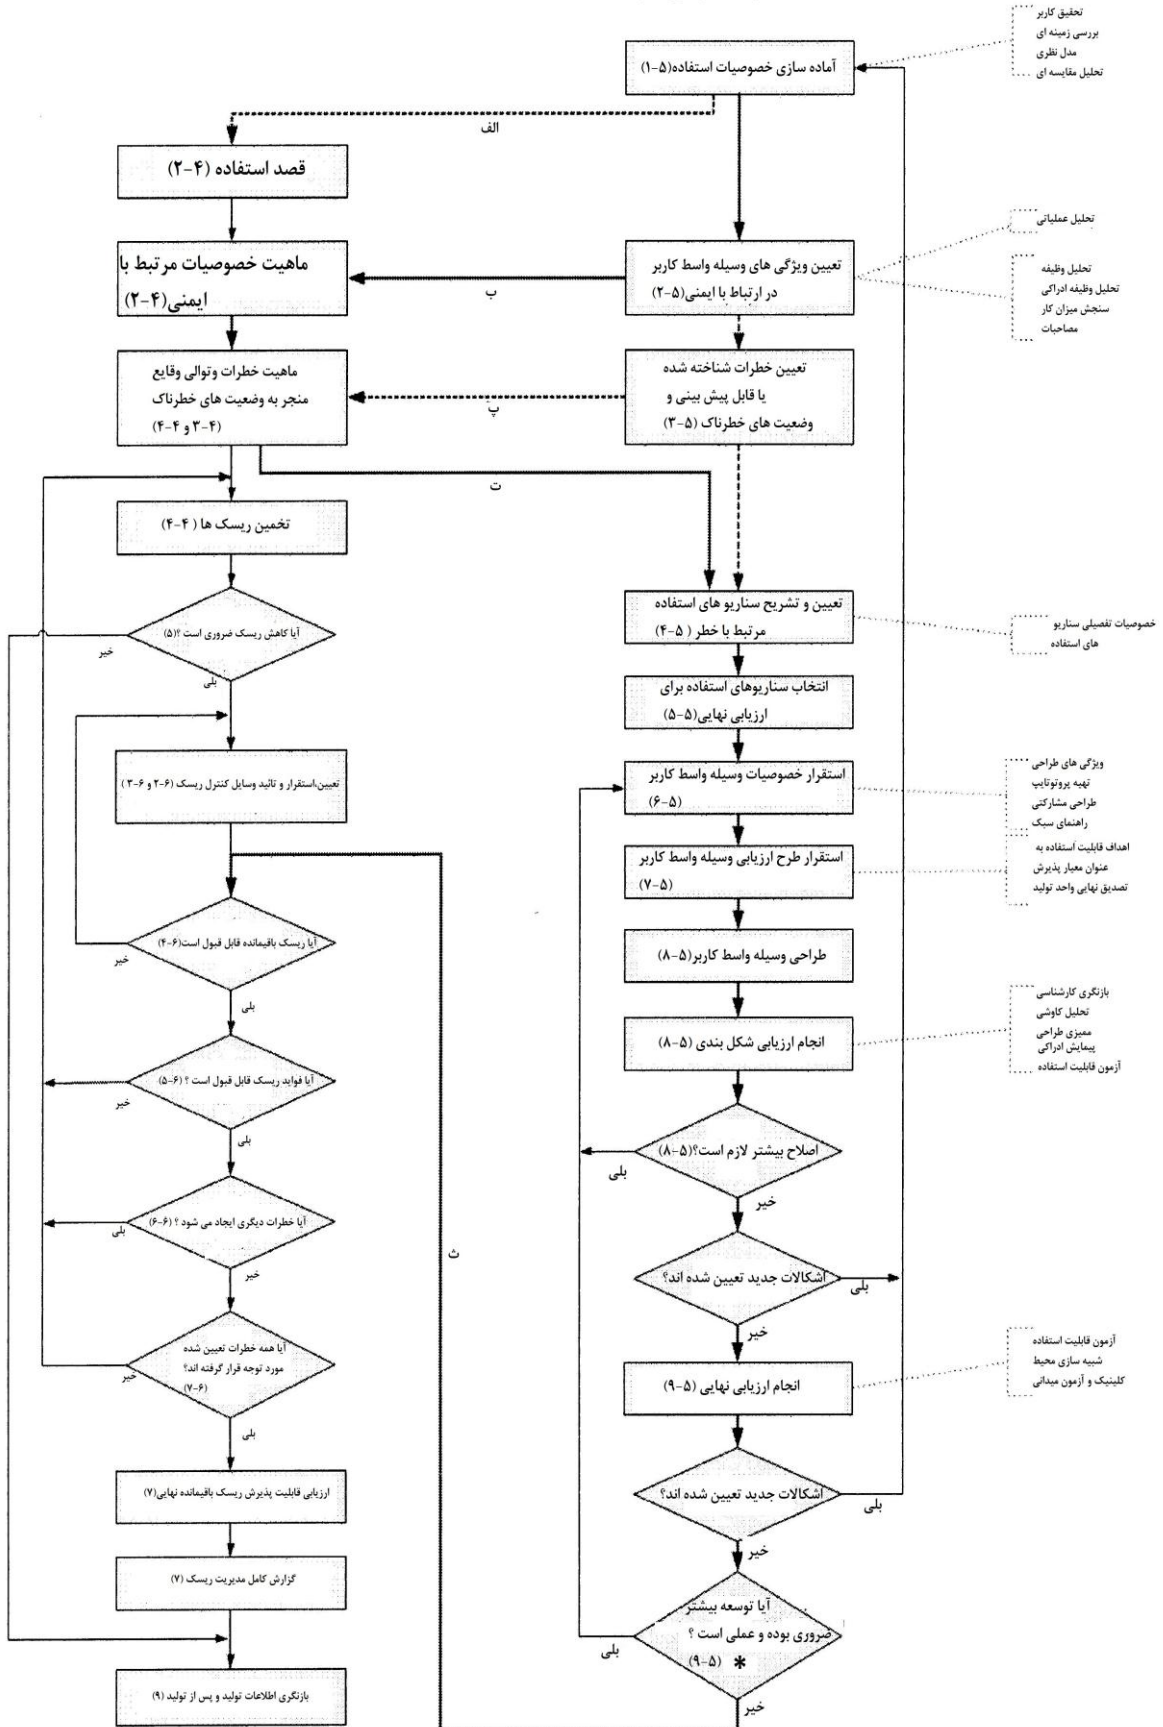 تحقیق کاربر
بررسی زمینه ای
مدل نظری
تحلیل مقایسه ای
آماده سازی خصوصیات استفاده(۵-۱)
الف
قصد استفاده (۴-۲)
تحلیل عملیاتی
ماهیت خصوصیات مرتبط با
ایمنی(۴-۲)
ب
تعیین ویژگی های وسیله واسط کاربر
در ارتباط با ایمنی(۵-۲)
تحلیل وظیفه
تحلیل وظیفه ادراکی
سنجش میزان کار
مصاحبات
ماهیت خطرات وتوالی وقایع
منجر به وضعیت های خطرناک
(۴-۳ و ۴-۴)
پ
تعیین خطرات شناخته شده
یا قابل پیش بینی و
وضعیت های خطرناک (۵-۳)
ت
تخمین ریسک ها (۴-۴)
تعیین و تشریح سناریو های استفاده
مرتبط با خطر (۵-۴)
خصوصیات تفصیلی سناریو
های استفاده
آیا کاهش ریسک ضروری است ؟(۵)
خیر
بلی
انتخاب سناریوهای استفاده برای
ارزیابی نهایی(۵-۵)
تعیین،استقرار و تائید وسایل کنترل ریسک (۶-۲ و ۶-۳)
استقرار خصوصیات وسیله واسط کاربر
(۵-۶)
ویژگی های طراحی
تهیه پروتوتایپ
طراحی مشارکتی
راهنمای سبک
استقرار طرح ارزیابی وسیله واسط کاربر
(۵-۷)
اهداف قابلیت استفاده به
عنوان معیار پذیرش
تصدیق نهایی واحد تولید
آیا ریسک باقیمانده قابل قبول است(۶-۴)
خیر
بلی
طراحی وسیله واسط کاربر(۵-۸)
انجام ارزیابی شکل بندی (۵-۸)
بازنگری کارشناسی
تحلیل کاوشی
ممیزی طراحی
پیمایش ادراکی
آزمون قابلیت استفاده
آیا فواید ریسک قابل قبول است ؟ (۶-۵)
خیر
بلی
اصلاح بیشتر لازم است؟(۵-۸)
بلی
خیر
آیا خطرات دیگری ایجاد می شود ؟ (۶-۶)
بلی
خیر
ث
اشکالات جدید تعیین شده اند؟
بلی
خیر
آیا همه خطرات تعیین شده
مورد توجه قرار گرفته اند؟
(۶-۷)
خیر
بلی
انجام ارزیابی نهایی (۵-۹)
آزمون قابلیت استفاده
شبیه سازی محیط
کلینیک و آزمون میدانی
ارزیابی قابلیت پذیرش ریسک باقیمانده نهایی(۷)
اشکالات جدید تعیین شده اند؟
بلی
خیر
گزارش کامل مدیریت ریسک (۷)
آیا توسعه بیشتر
ضروری بوده و عملی است ؟
(۵-۹) *
بلی
خیر
بازنگری اطلاعات تولید و پس از تولید (۹)